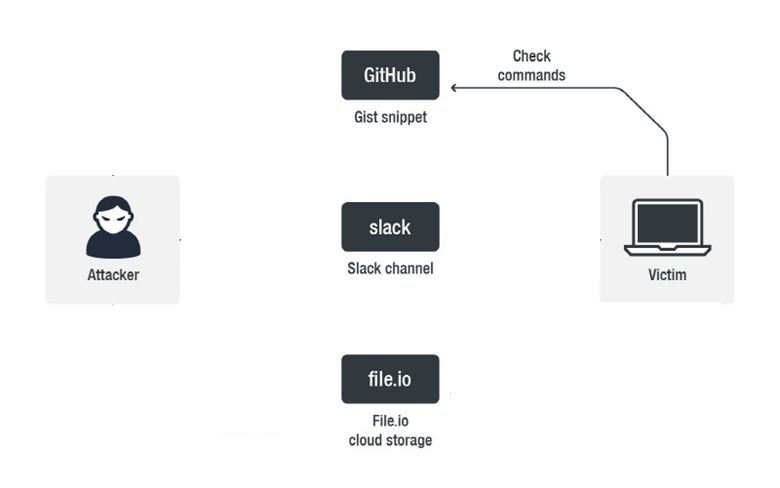 Check
commands
GitHub
Gist snippet
slack
Slack channel
Attacker
Victim
file.io
File.io
cloud storage